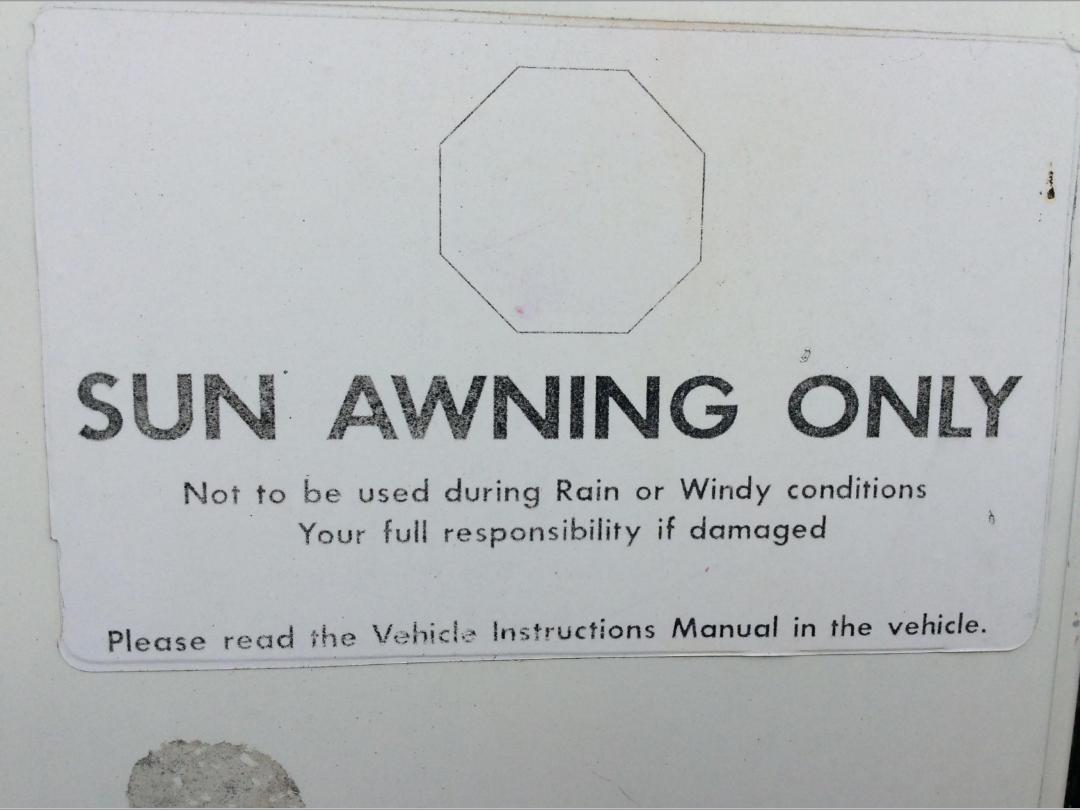 SUN AWNING ONLY
Not to be used during Rain or Windy conditions
Your full responsibility if damaged
Please read the Vehicle Instructions Manual in the vehicle.